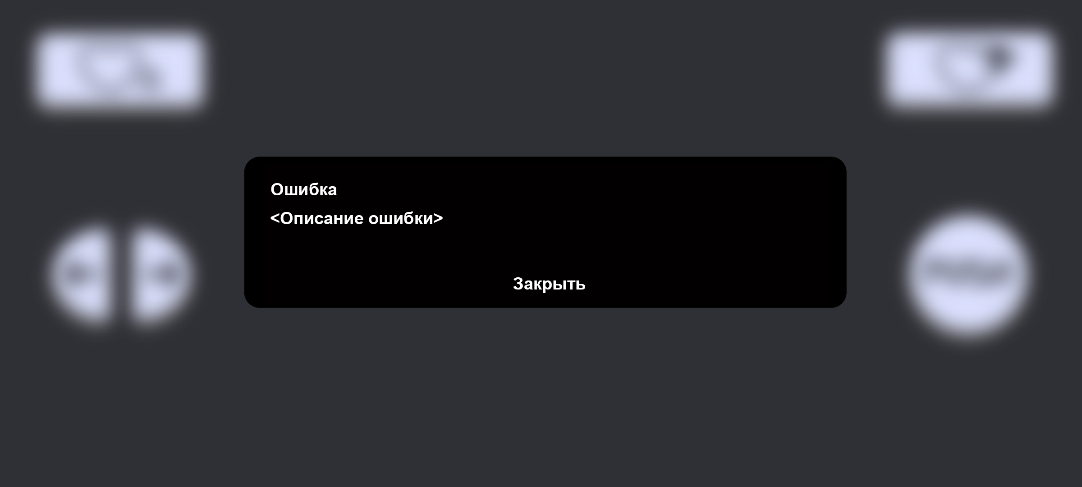 Ошибка
<Описание ошибки>
Закрыть